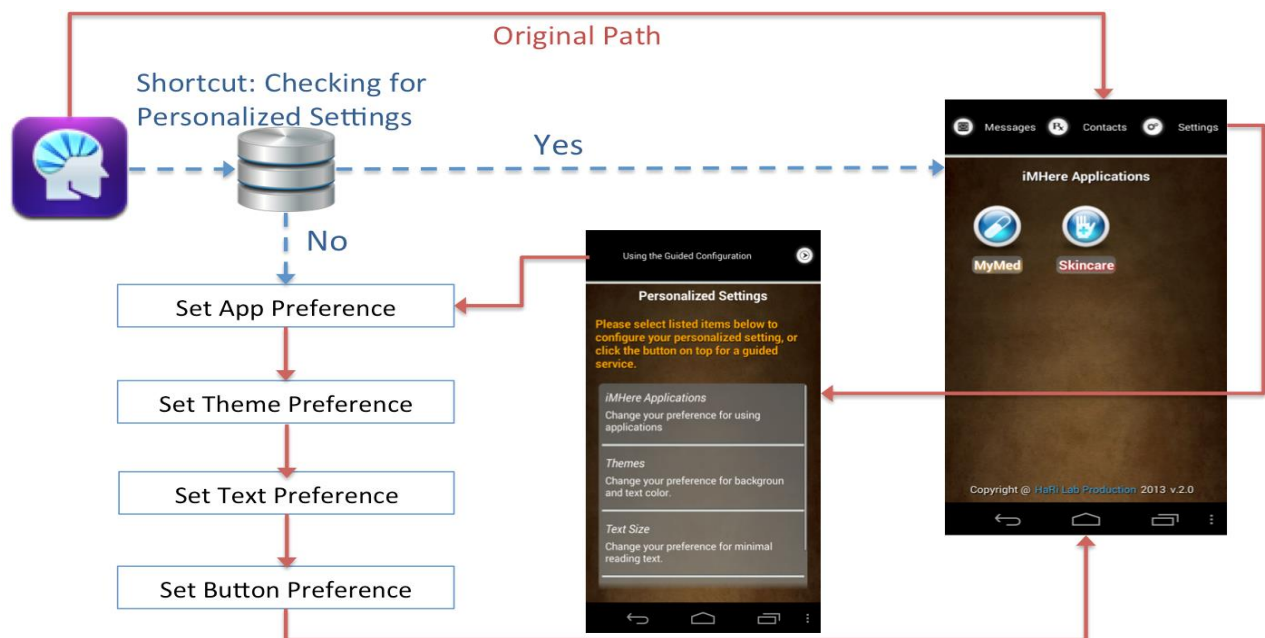 Original Path
Shortcut: Checking for
Personalized Settings
Yes
No
Set App Preference
Set Theme Preference
Set Text Preference
Set Button Preference
Using the Guided Configuration
Personalized Settings
Please select listed items below to
configure your personalized setting, or
click the button on top for a guided
service.
iMHere Applications
Change your preference for using
applications
Themes
Change your preference for backgroun
and text color.
Text Size
Change your preference for minimal
reading text.
Messages Rx Contacts Settings
iMHere Applications
MyMed Skincare
Copyright @ HaRi Lab Production 2013 v.2.0